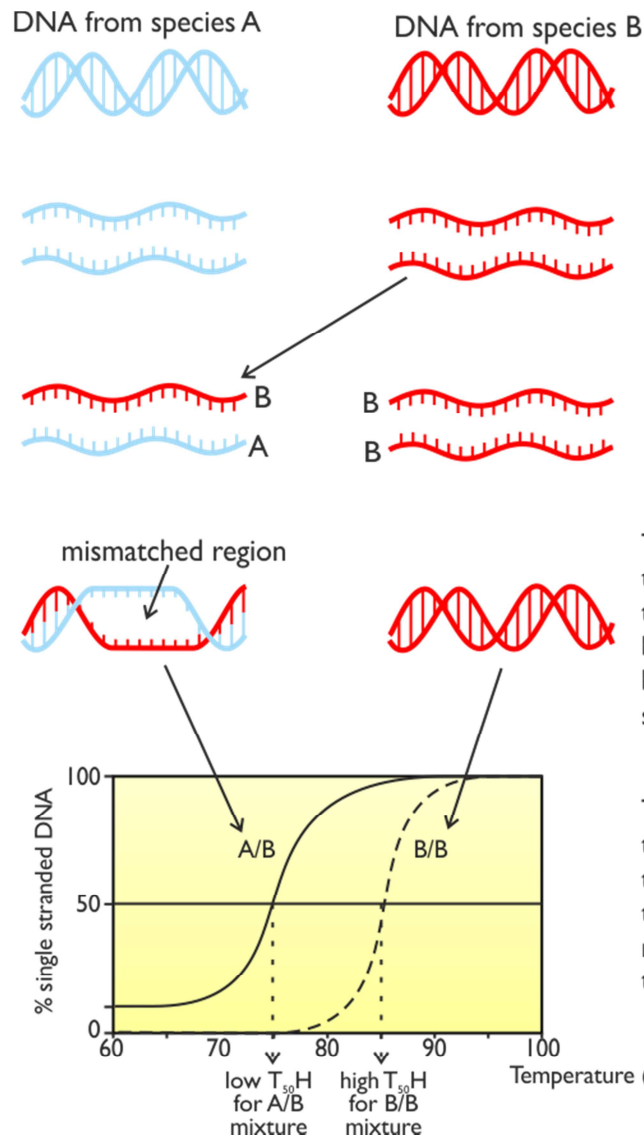 DNA from species A
DNA from species B
B
A
B
B
mismatched region
% single stranded DNA
100
50
0
A/B
B/B
60
70
80
90
100
Temperature (
low T₅₀H
for A/B
mixture
high T₅₀H
for B/B
mixture